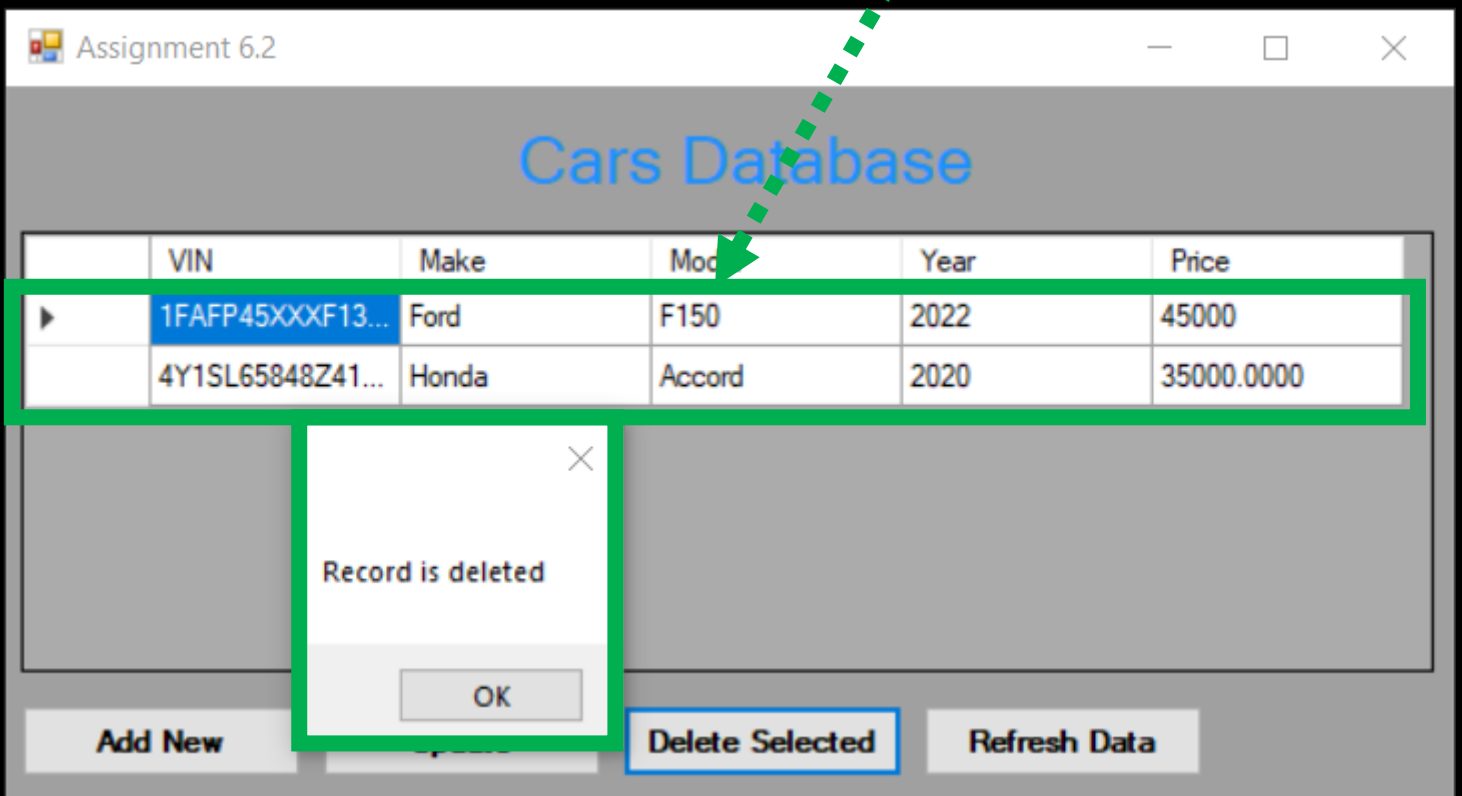 Assignment 6.2
Cars Database
VIN Make Year Price
1FAFP45XXXF13... Ford F150 2022 45000
4Y1SL65848Z41... Honda Accord 2020 35000.0000
Record is deleted
OK
Add New Delete Selected Refresh Data